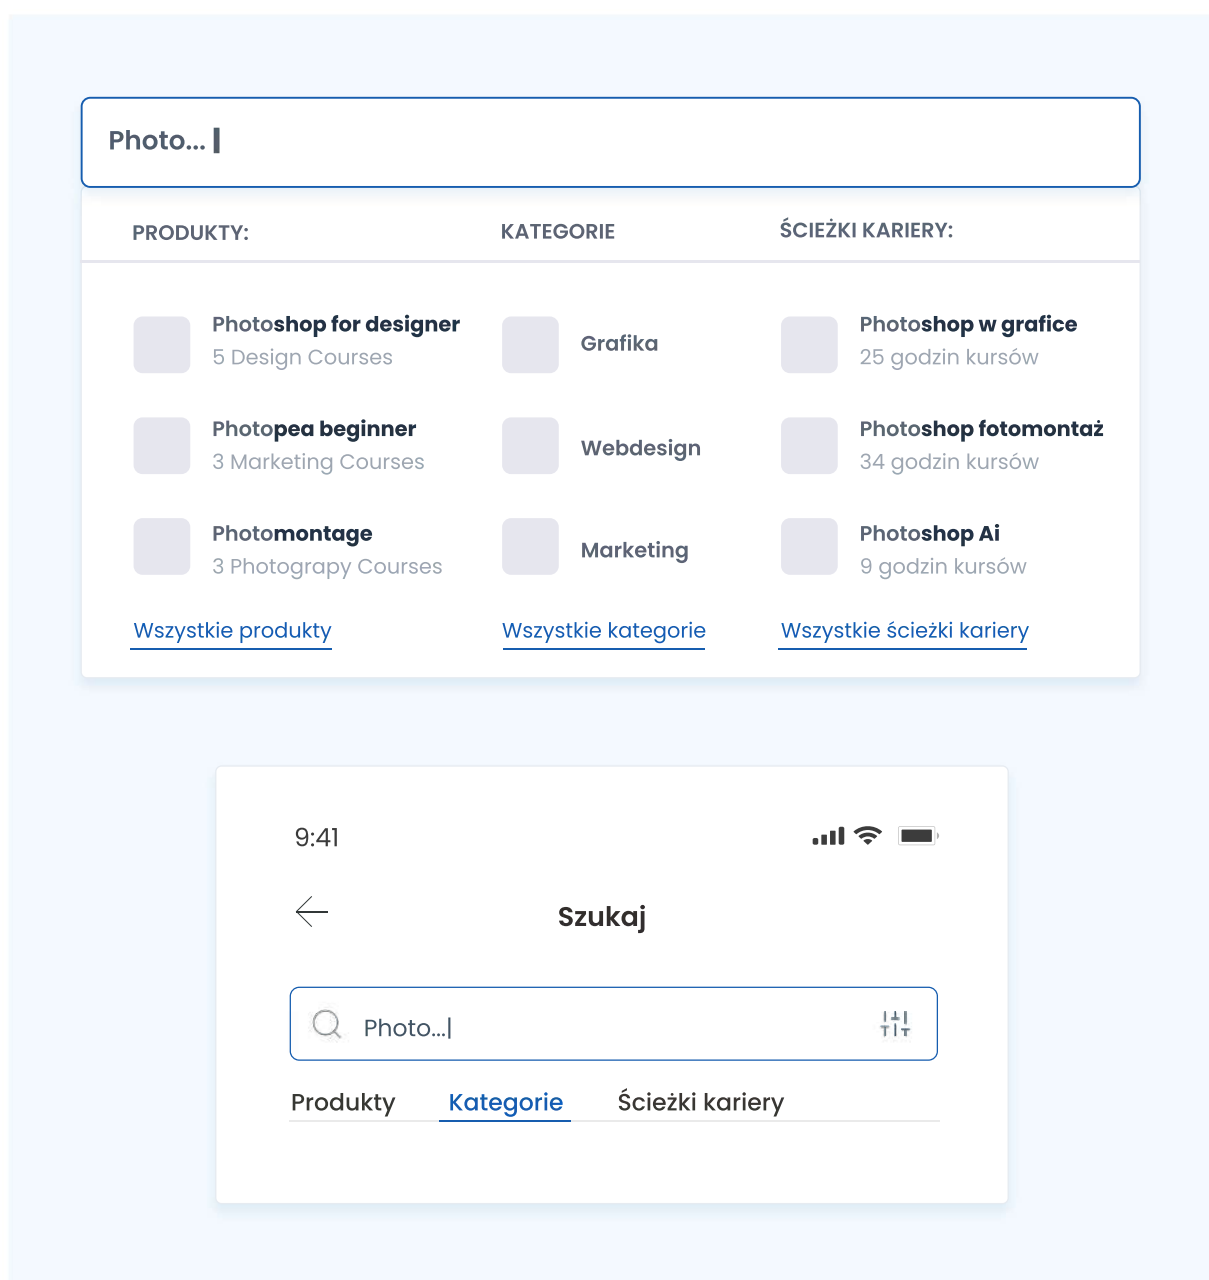 Photo...
PRODUKTY:
KATEGORIE
ŚCIEŻKI KARIERY:
Photoshop for designer
5 Design Courses
Photopea beginner
3 Marketing Courses
Photomontage
3 Photograpy Courses
Wszystkie produkty
Grafika
Webdesign
Marketing
Wszystkie kategorie
Photoshop w grafice
25 godzin kursów
Photoshop fotomontaż
34 godzin kursów
Photoshop Ai
9 godzin kursów
Wszystkie ścieżki kariery
9:41
Szukaj
Photo...
Produkty
Kategorie
Ścieżki kariery